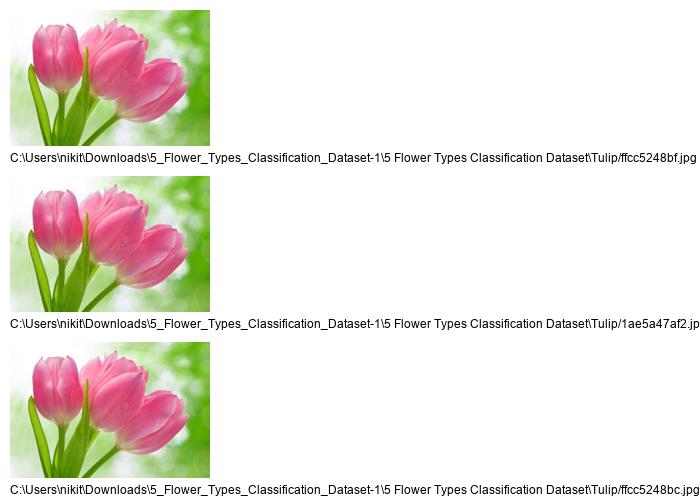 C:\Users\nikit\Downloads\5_Flower_Types_Classification_Dataset-1\5 Flower Types Classification Dataset\Tulip/ffcc5248bf.jpg
C:\Users\nikit\Downloads\5_Flower_Types_Classification_Dataset-1\5 Flower Types Classification Dataset\Tulip/1ae5a47af2.jp
C:\Users\nikit\Downloads\5_Flower_Types_Classification_Dataset-1\5 Flower Types Classification Dataset\Tulip/ffcc5248bc.jpg